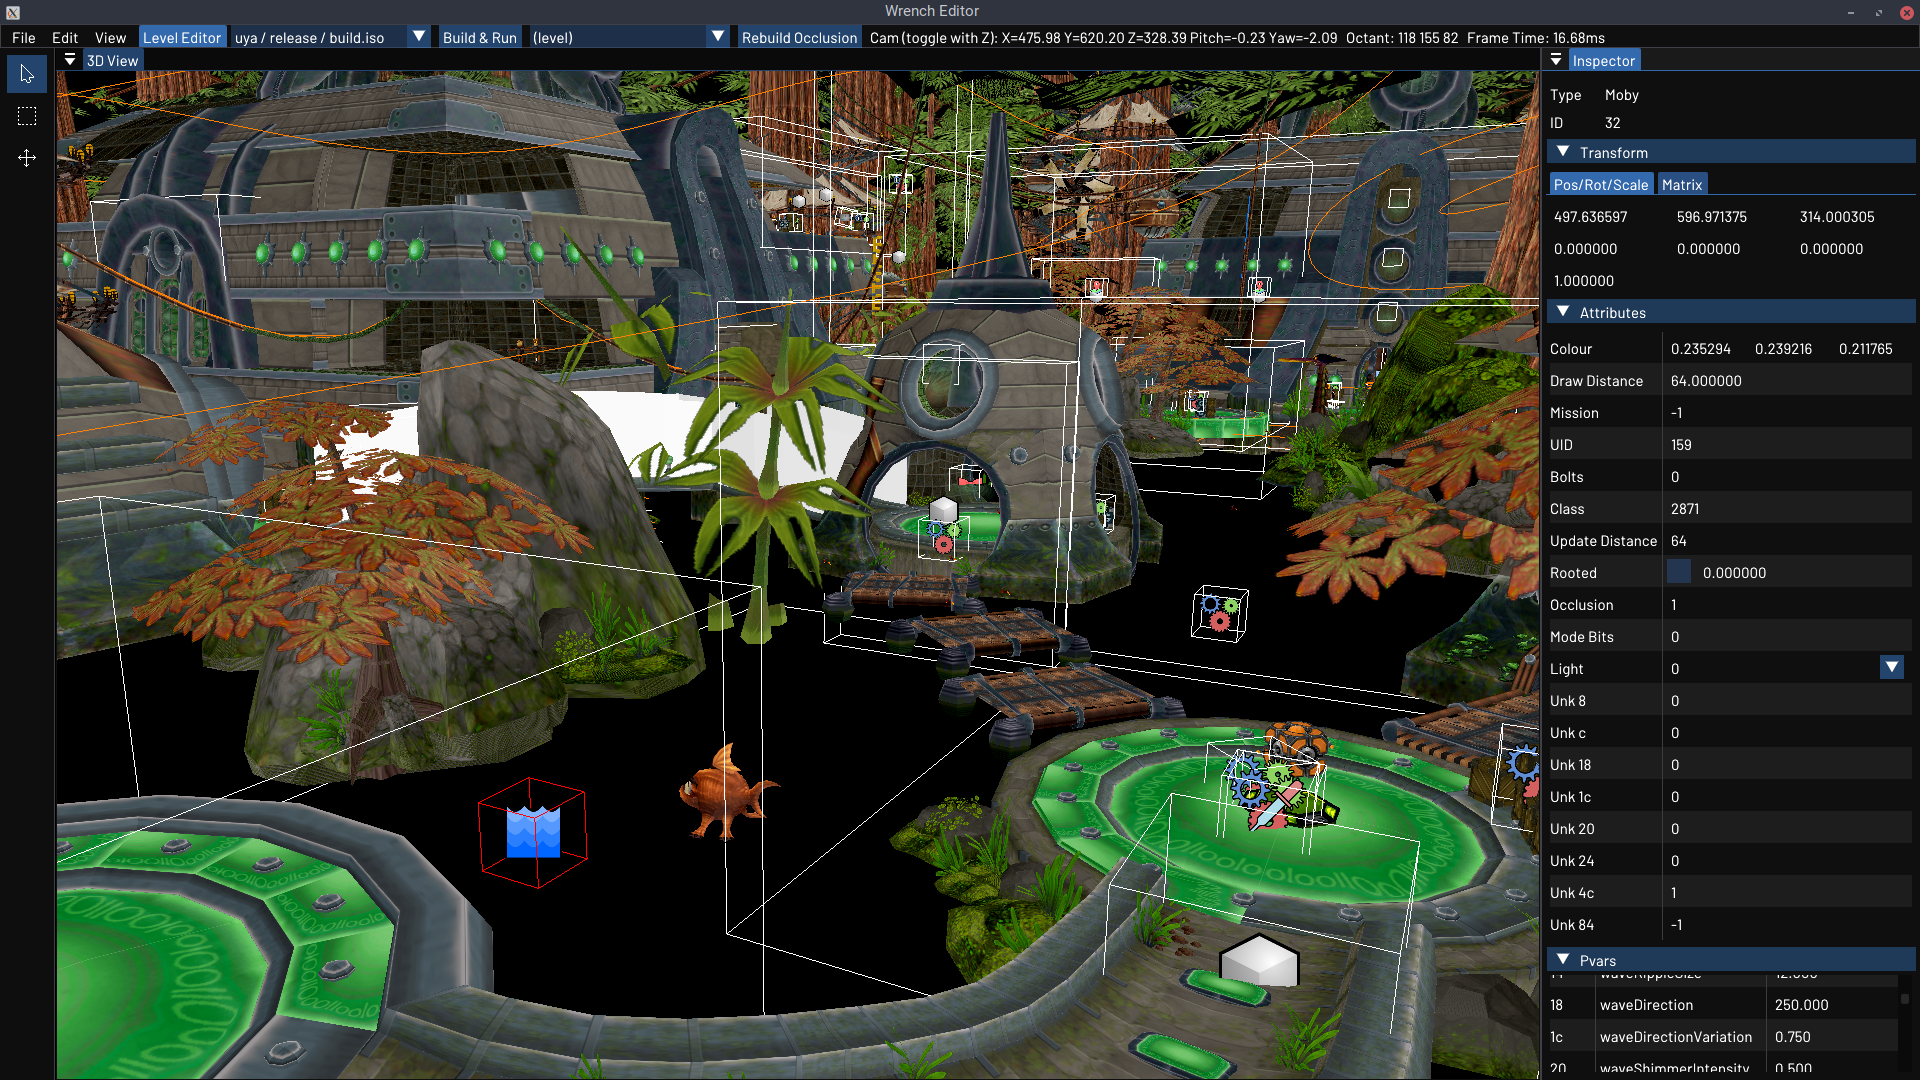 Wrench Editor
File Edit View Level Editor uya / release / build.iso Build & Run (level) Rebuild Occlusion Cam (toggle with Z): X=475.98 Y=620.20 Z=328.39 Pitch=-0.23 Yaw=-2.09 Octant: 118 155 82 Frame Time: 16.68ms
3D View
Inspector
Type Moby
ID 32
Transform
Pos/Rot/Scale Matrix
497.636597 596.971375 314.000305
0.000000 0.000000 0.000000
1.000000
Attributes
Colour 0.235294 0.239216 0.211765
Draw Distance 64.000000
Mission -1
UID 159
Bolts 0
Class 2871
Update Distance 64
Rooted 0.000000
Occlusion 1
Mode Bits 0
Light 0
Unk 8 0
Unk c 0
Unk 18 0
Unk 1c 0
Unk 20 0
Unk 24 0
Unk 4c 1
Unk 84 -1
Pvars
14 waveRippleSize 12.000
18 waveDirection 250.000
1c waveDirectionVariation 0.750
20 waveShimmerIntensity 0.500